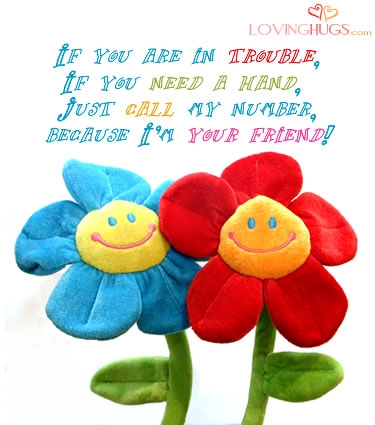 LOVINGHUGS.com
If you are in trouble,
If you need a hand,
Just call my number,
because I'm your friend!